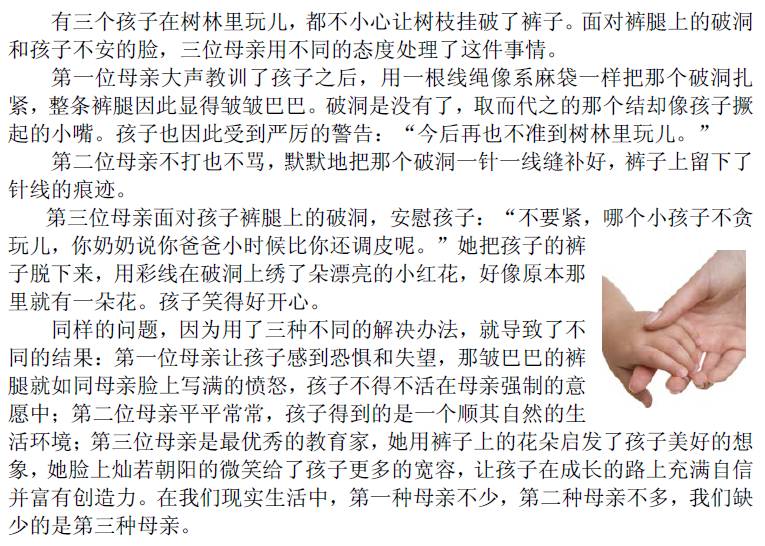 有三个孩子在树林里玩儿，都不小心让树枝挂破了裤子。面对裤腿上的破洞
和孩子不安的脸，三位母亲用不同的态度处理了这件事情。
第一位母亲大声教训了孩子之后，用一根线绳像系麻袋一样把那个破洞扎
紧，整条裤腿因此显得皱皱巴巴。破洞是没有了，取而代之的那个结却像孩子撅
起的小嘴。孩子也因此受到严厉的警告：“今后再也不准到树林里玩儿。”
第二位母亲不打也不骂，默默地把那个破洞一针一线缝补好，裤子上留下了
针线的痕迹。
第三位母亲面对孩子裤腿上的破洞，安慰孩子：“不要紧，哪个小孩子不贪
玩儿，你奶奶说你爸爸小时候比你还调皮呢。”她把孩子的裤
子脱下来，用彩线在破洞上绣了朵漂亮的小红花，好像原本那
里就有一朵花。孩子笑得好开心。
同样的问题，因为用了三种不同的解决办法，就导致了不
同的结果：第一位母亲让孩子感到恐惧和失望，那皱巴巴的裤
腿就如同母亲脸上写满的愤怒，孩子不得不活在母亲强制的意
愿中；第二位母亲平平常常，孩子得到的是一个顺其自然的生
活环境；第三位母亲是最优秀的教育家，她用裤子上的花朵启发了孩子美好的想
象，她脸上灿若朝阳的微笑给了孩子更多的宽容，让孩子在成长的路上充满自信
并富有创造力。在我们现实生活中，第一种母亲不少，第二种母亲不多，我们缺
少的是第三种母亲。